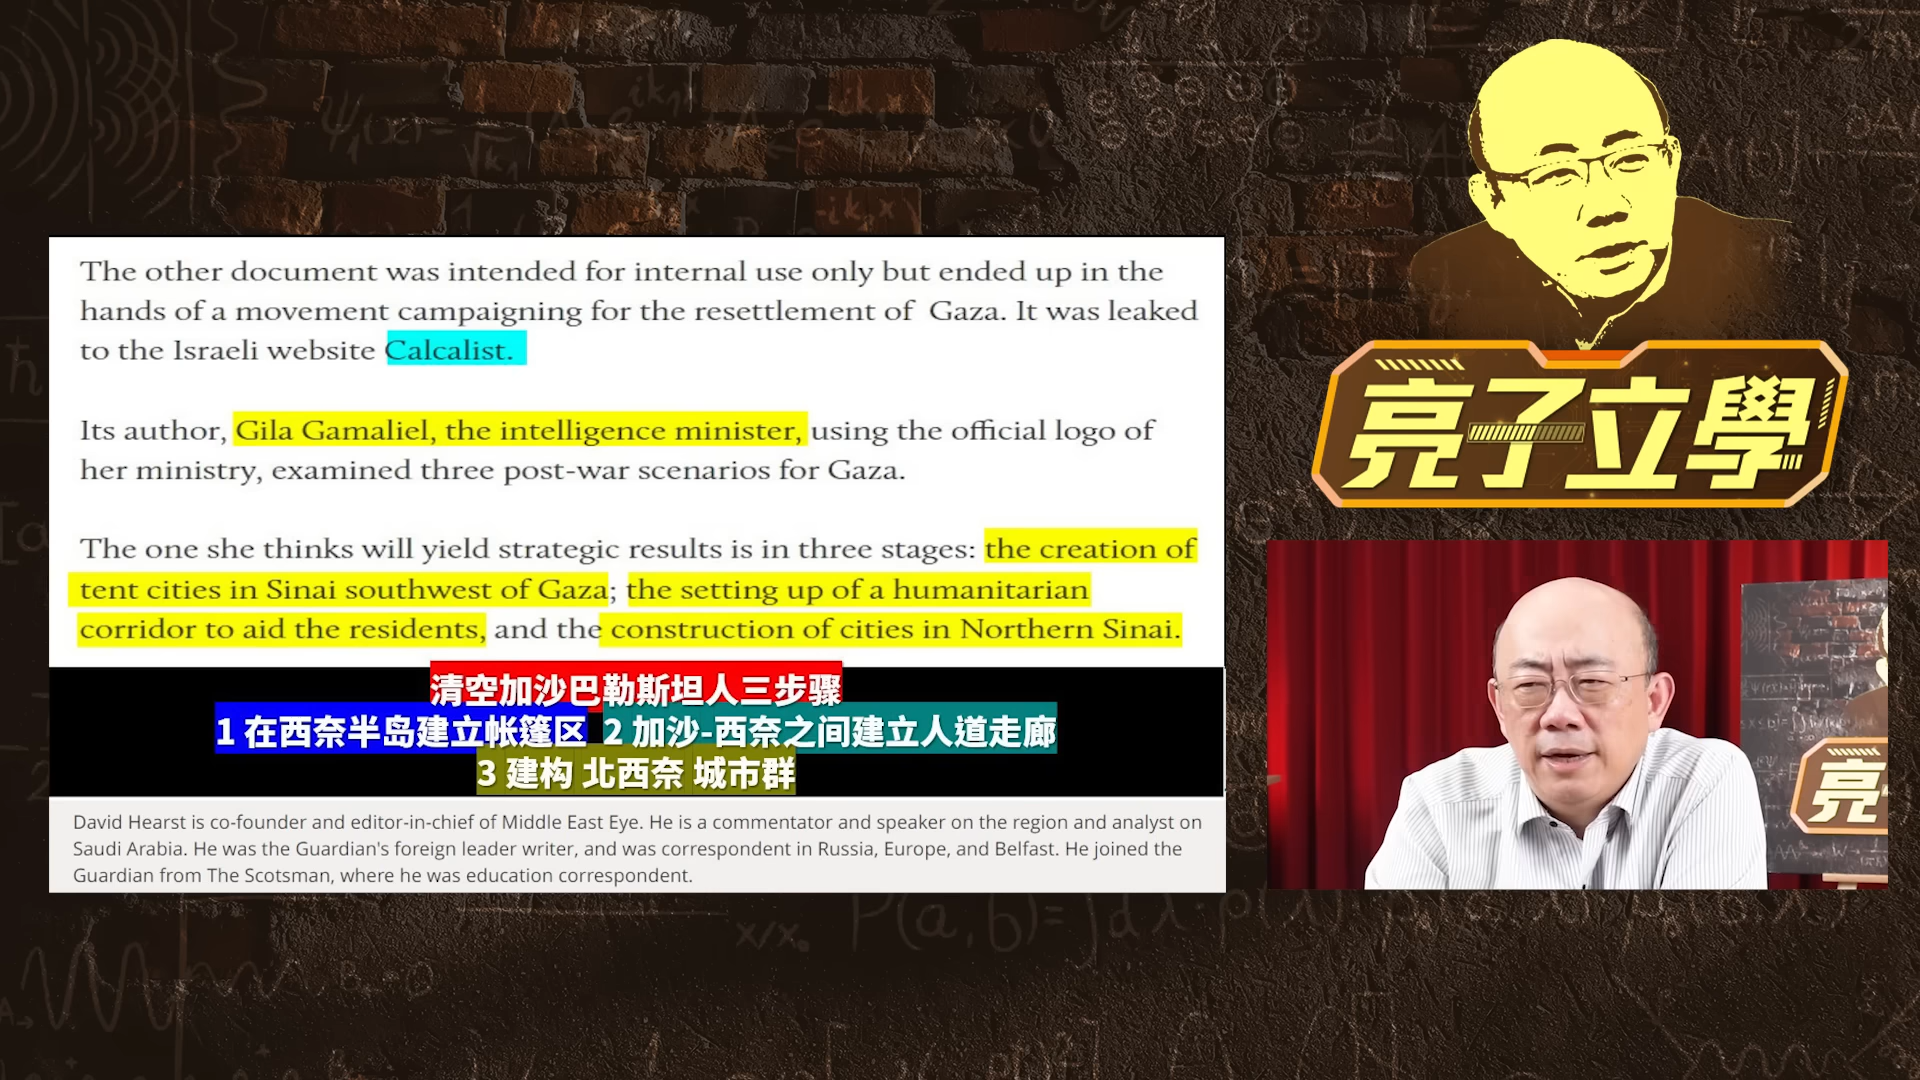 The other document was intended for internal use only but ended up in the
hands of a movement campaigning for the resettlement of Gaza. It was leaked
to the Israeli website Calcalist.
Its author, Gila Gamaliel, the intelligence minister, using the official logo of
her ministry, examined three post-war scenarios for Gaza.
The one she thinks will yield strategic results is in three stages: the creation of
tent cities in Sinai southwest of Gaza; the setting up of a humanitarian
corridor to aid the residents, and the construction of cities in Northern Sinai.
清空加沙巴勒斯坦人三步骤
1 在西奈半岛建立帐篷区 2 加沙-西奈之间建立人道走廊
3 建构 北西奈 城市群
David Hearst is co-founder and editor-in-chief of Middle East Eye. He is a commentator and speaker on the region and analyst on
Saudi Arabia. He was the Guardian's foreign leader writer, and was correspondent in Russia, Europe, and Belfast. He joined the
Guardian from The Scotsman, where he was education correspondent.
亮了立學
亮